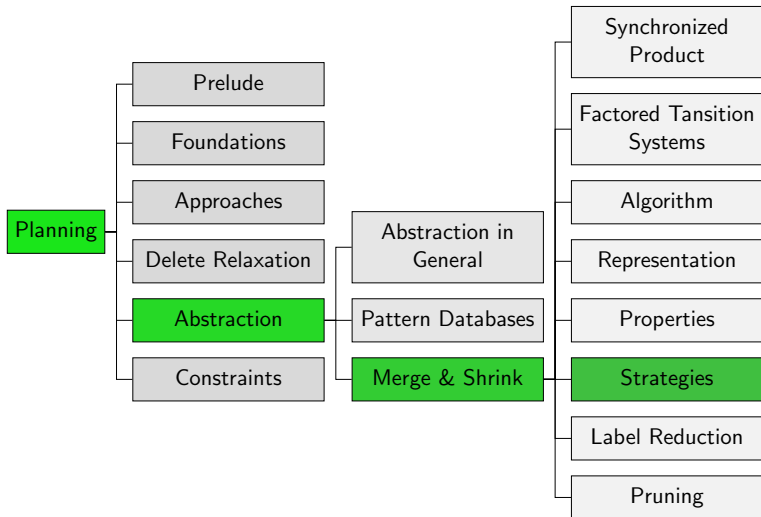 Planning
Prelude
Foundations
Approaches
Delete Relaxation
Abstraction
Constraints
Abstraction in
General
Pattern Databases
Merge & Shrink
Synchronized
Product
Factored Tansition
Systems
Algorithm
Representation
Properties
Strategies
Label Reduction
Pruning